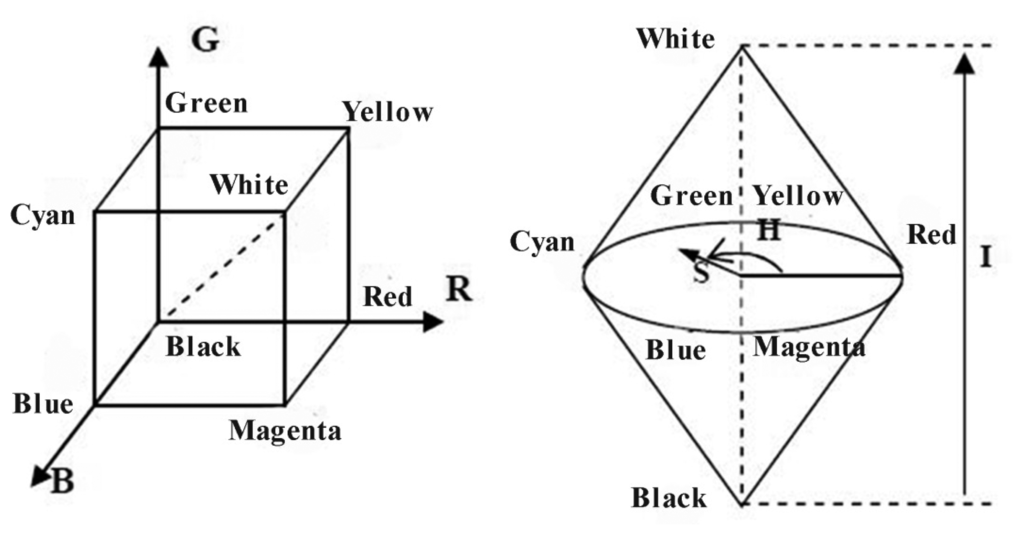 G
Green
Yellow
White
Cyan
Red
R
Black
Blue
Magenta
B
White
Green
Yellow
H
Cyan
Red
S
I
Blue
Magenta
Black